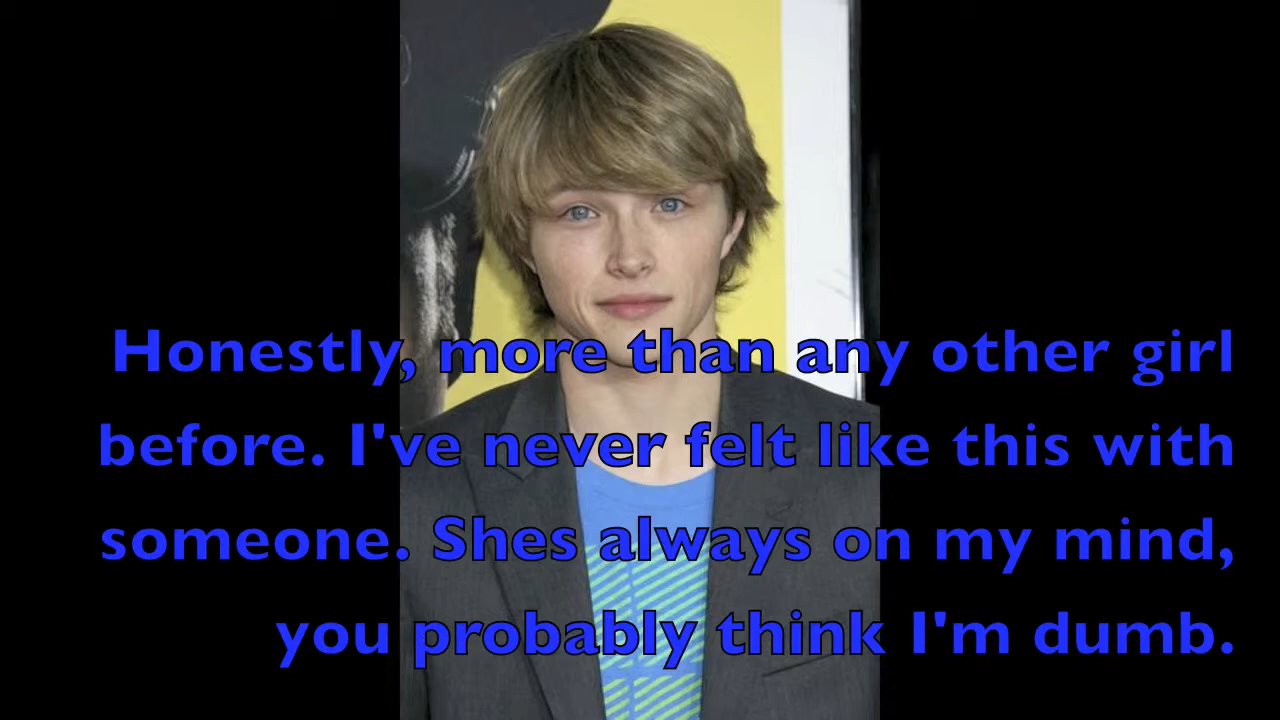 Honestly, more than any other girl
before. I've never felt like this with
someone. Shes always on my mind,
you probably think I'm dumb.